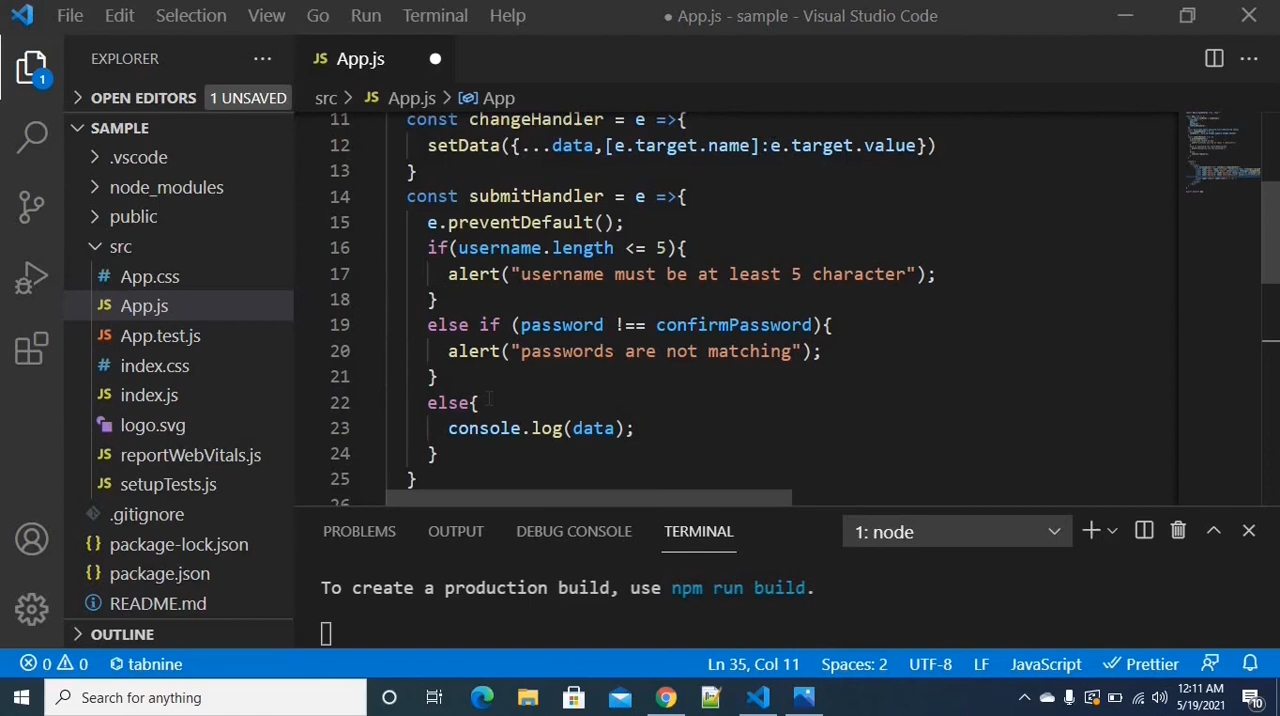 File Edit Selection View Go Run Terminal Help ● App.js - sample - Visual Studio Code
EXPLORER ···
JS App.js ●
1
OPEN EDITORS 1 UNSAVED
src > JS App.js > App
SAMPLE
.vscode
node_modules
public
src
# App.css
JS App.js
JS App.test.js
# index.css
JS index.js
logo.svg
JS reportWebVitals.js
JS setupTests.js
.gitignore
{} package-lock.json
{} package.json
README.md
OUTLINE
11 const changeHandler = e =>{
12 setData({...data,[e.target.name]:e.target.value})
13 }
14 const submitHandler = e =>{
15 e.preventDefault();
16 if(username.length <= 5){
17 alert("username must be at least 5 character");
18 }
19 else if (password !== confirmPassword){
20 alert("passwords are not matching");
21 }
22 else{
23 console.log(data);
24 }
25 }
26
PROBLEMS OUTPUT DEBUG CONSOLE TERMINAL 1: node
To create a production build, use npm run build.
0 0 tabnine Ln 35, Col 11 Spaces: 2 UTF-8 LF JavaScript Prettier
Search for anything 12:11 AM
5/19/2021 10